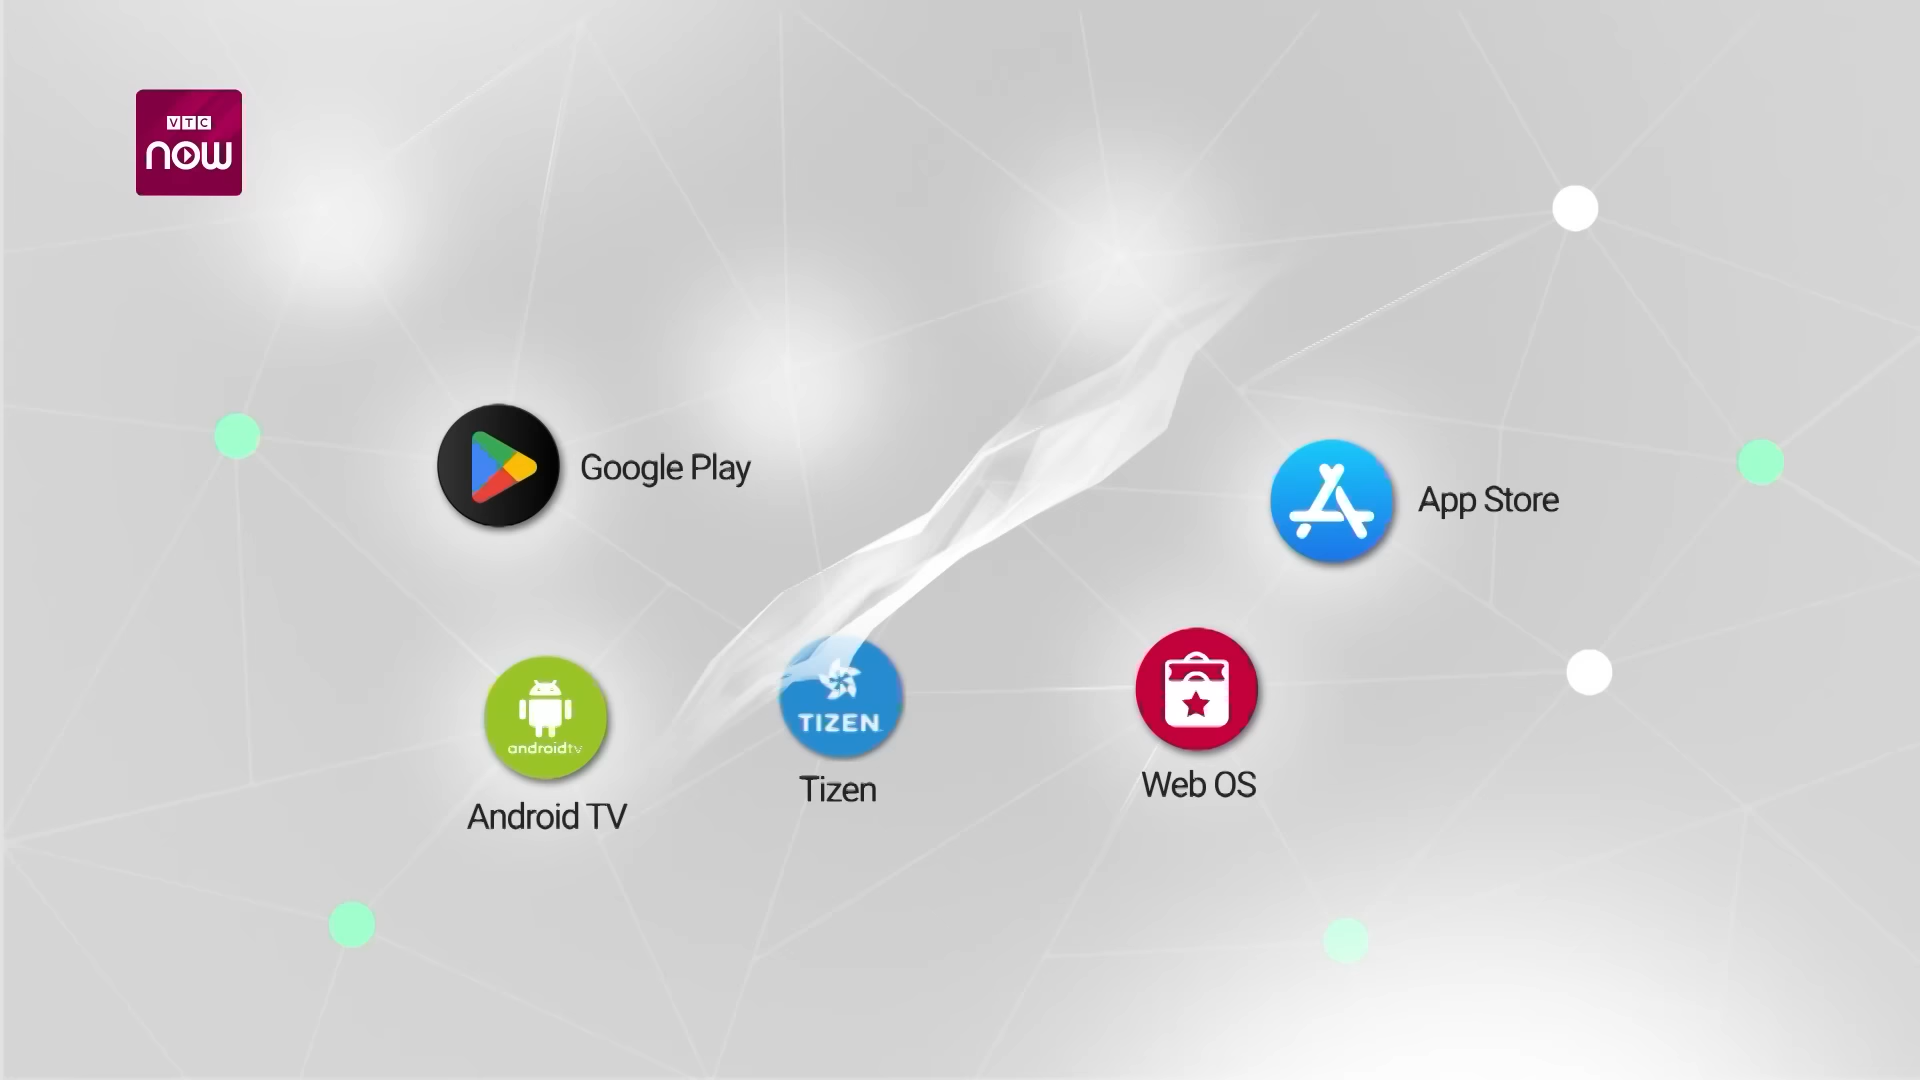 VTC
now
Google Play
App Store
androidtv
Android TV
TIZEN
Tizen
Web OS